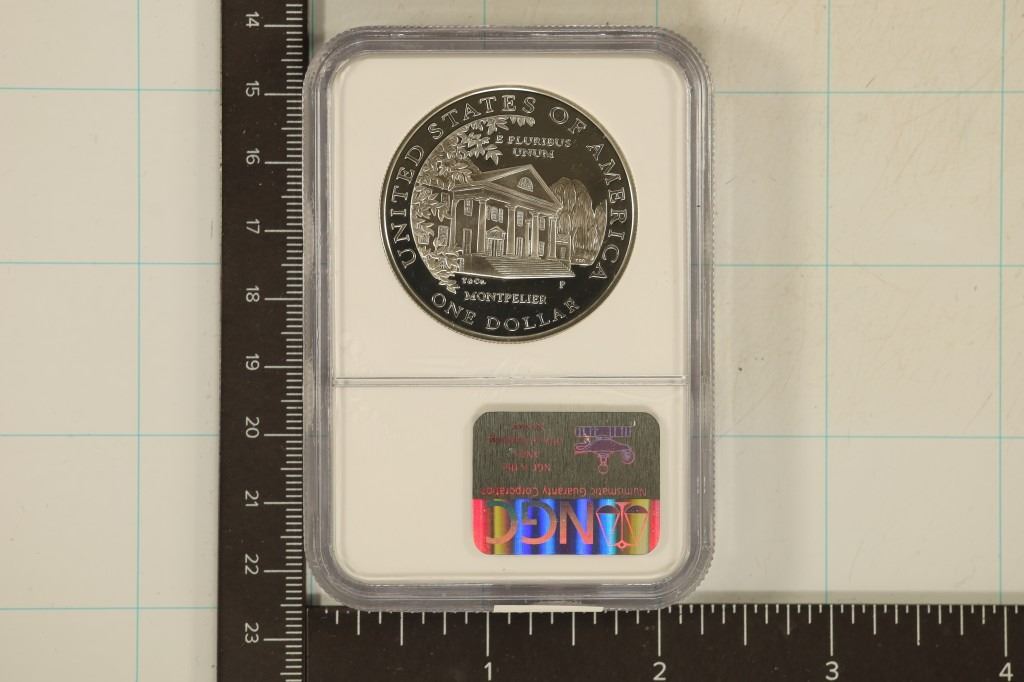 UNITED STATES OF AMERICA
E PLURIBUS
UNUM
T&Co.
P
MONTPELIER
ONE DOLLAR
NGC
Numismatic Guaranty Corporation
14
15
16
17
18
19
20
21
22
23
1
2
3
4